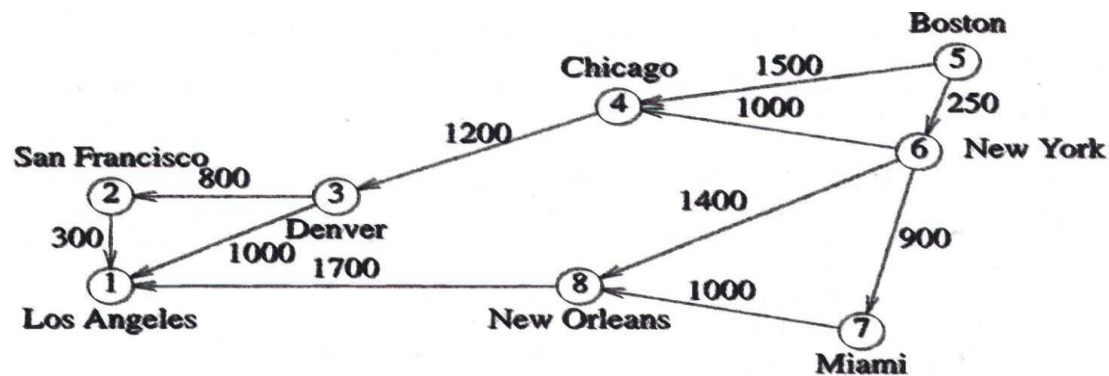 Boston
5
Chicago
1500
4
1000
250
1200
6
New York
San Francisco
800
2
3
1400
Denver
300
1000
900
1700
1
8
1000
Los Angeles
New Orleans
7
Miami